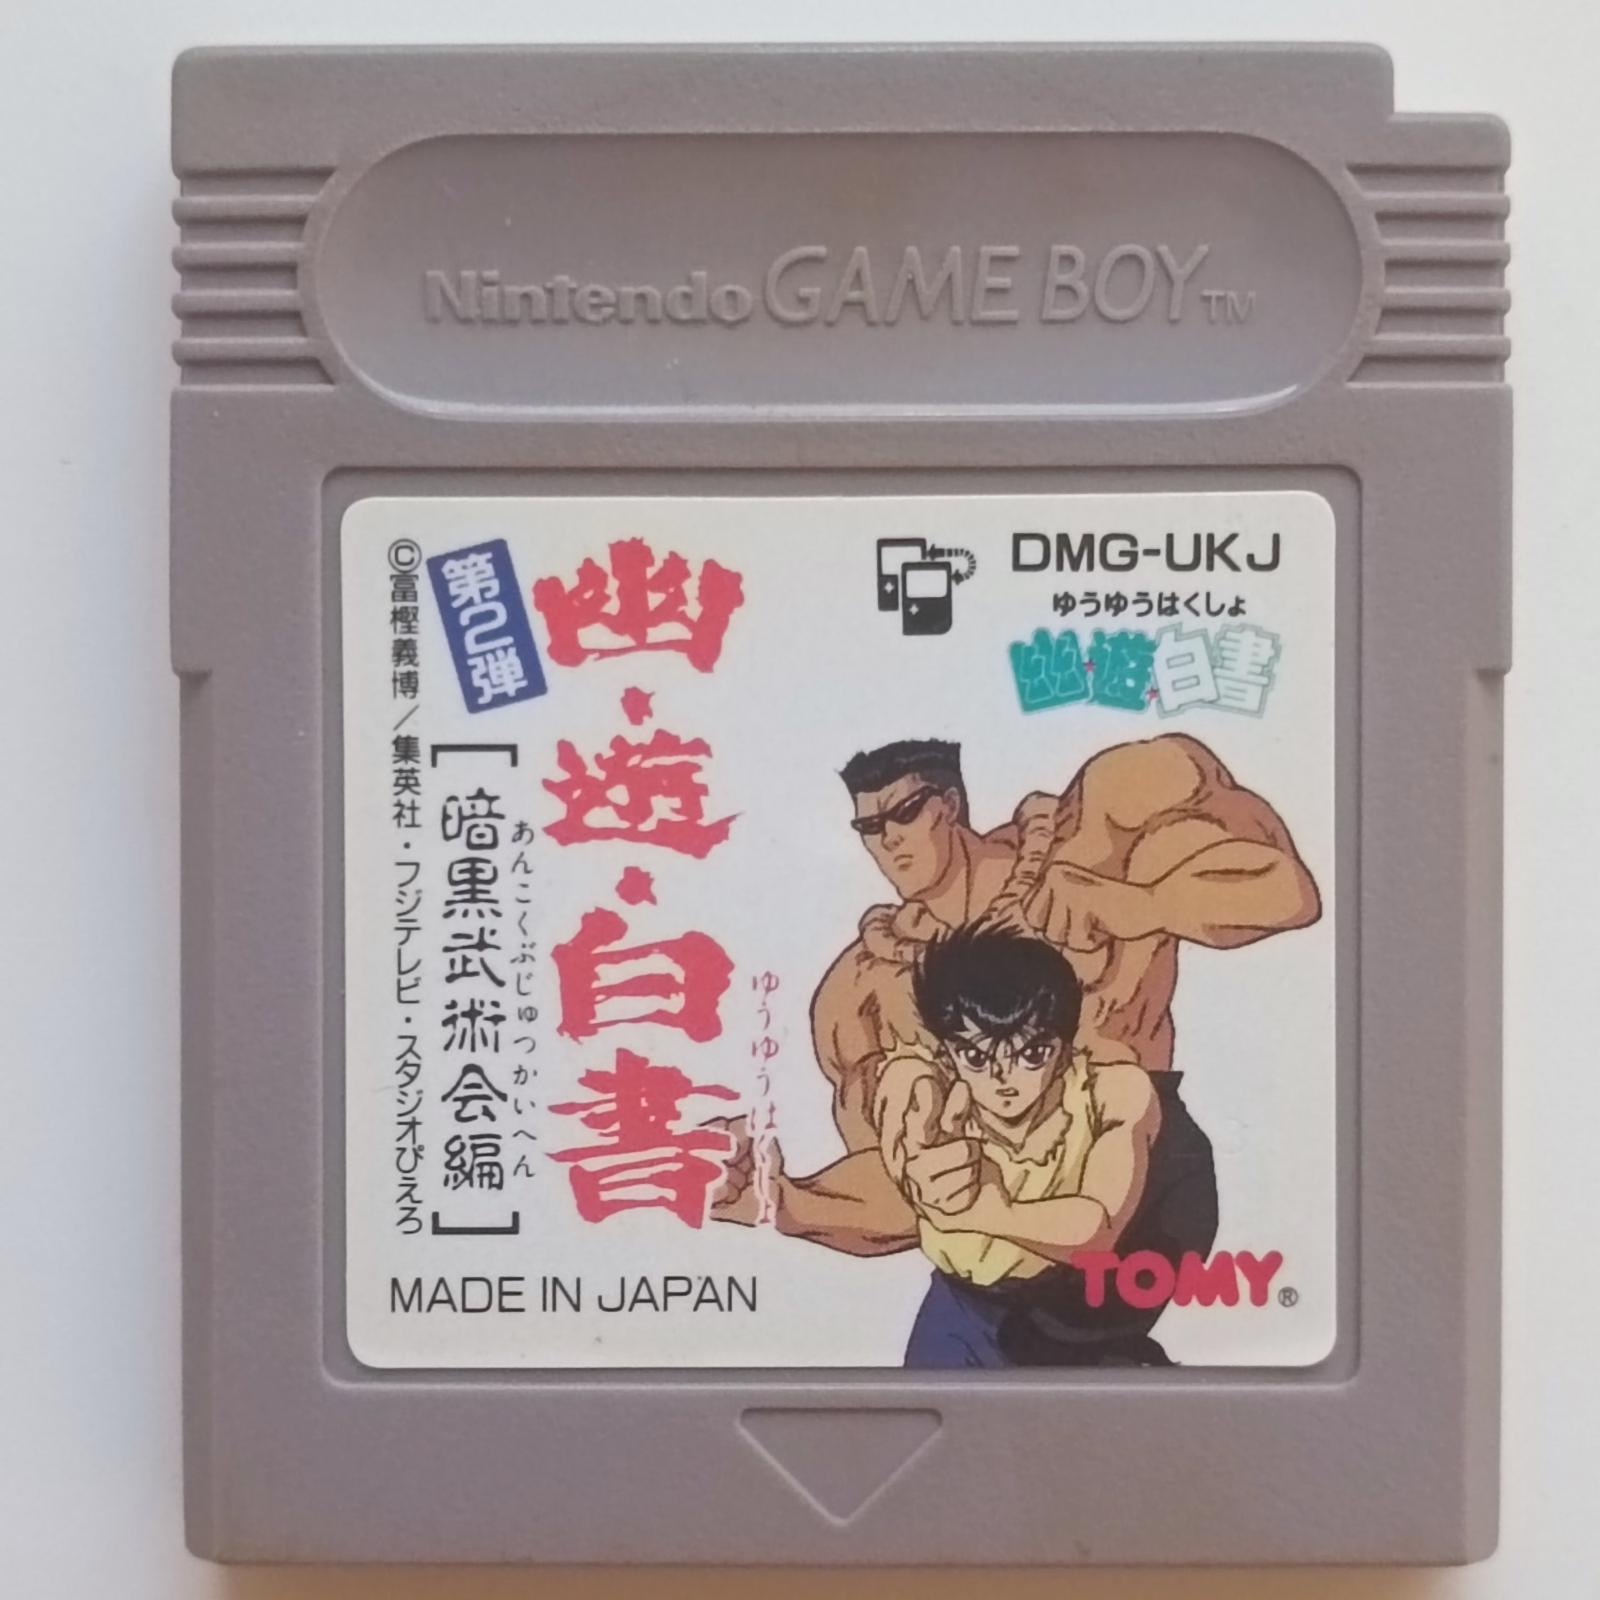 Nintendo GAME BOY TM
DMG-UKJ
ゆうゆうはくしょ
幽★遊★白書
幽・遊・白書
ゆうゆうはくしょ
第2弾
[暗黒武術会編]
あんこくぶじゅつかいへん
©富樫義博/集英社・フジテレビ・スタジオぴえろ
MADE IN JAPAN
TOMY®